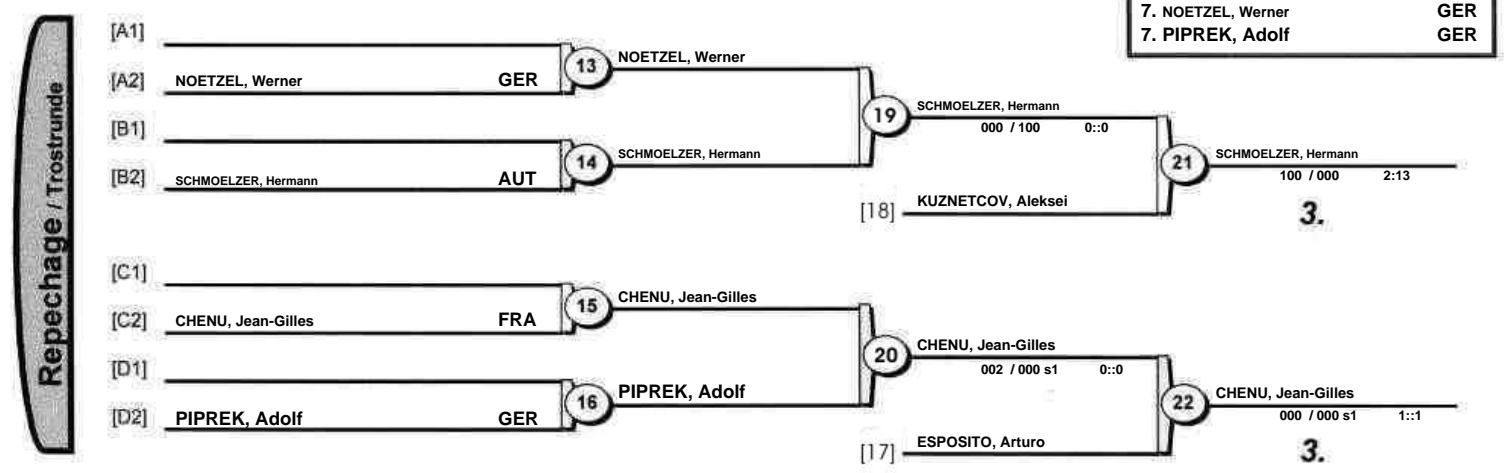 7. NOETZEL, Werner GER
7. PIPREK, Adolf GER
Repechage / Trostrunde
[A1]
[A2] NOETZEL, Werner GER
13 NOETZEL, Werner
[B1]
[B2] SCHMOELZER, Hermann AUT
14 SCHMOELZER, Hermann
19 SCHMOELZER, Hermann
000 / 100 0::0
[18] KUZNETCOV, Aleksei
21 SCHMOELZER, Hermann
100 / 000 2:13
3.
[C1]
[C2] CHENU, Jean-Gilles FRA
15 CHENU, Jean-Gilles
[D1]
[D2] PIPREK, Adolf GER
16 PIPREK, Adolf
20 CHENU, Jean-Gilles
002 / 000 s1 0::0
[17] ESPOSITO, Arturo
22 CHENU, Jean-Gilles
000 / 000 s1 1::1
3.